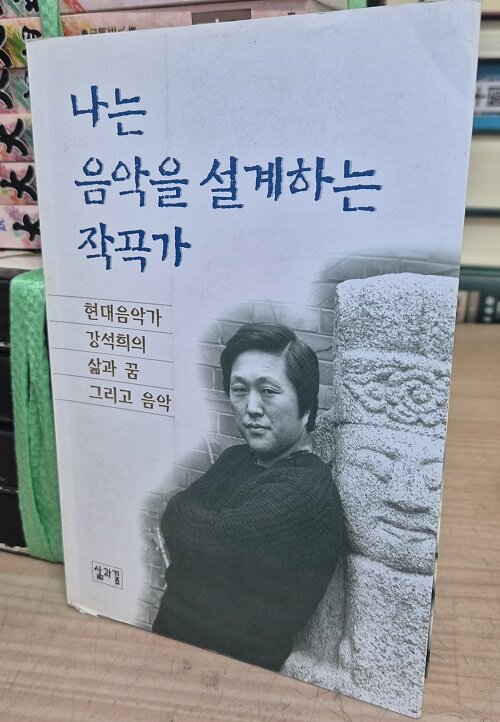 나는
음악을 설계하는
작곡가
현대음악가
강석희의
삶과 꿈
그리고 음악
삶과꿈